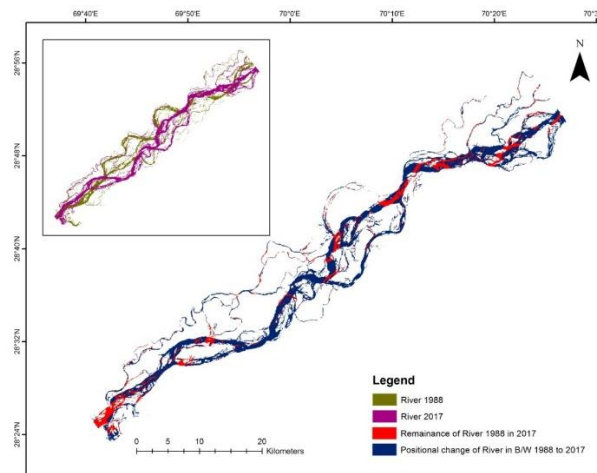 69°40'E 69°50'E 70°0'E 70°10'E 70°20'E
28°56'N
28°48'N
28°40'N
28°32'N
28°24'N
N
Legend
River 1988
River 2017
Remainance of River 1988 in 2017
Positional change of River in B/W 1988 to 2017
0 5 10 20
Kilometers